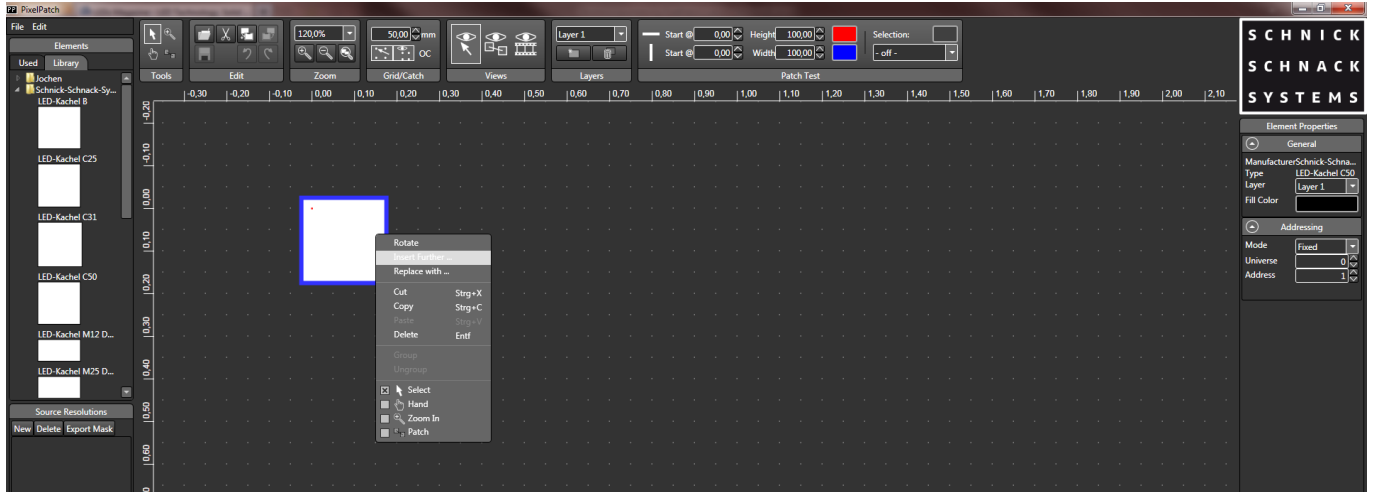 PixelPatch
File Edit
Elements
Used Library
Jochen
Schnick-Schnack-Sy...
LED-Kachel B
LED-Kachel C25
LED-Kachel C31
LED-Kachel C50
LED-Kachel M12 D...
LED-Kachel M25 D...
Source Resolutions
New Delete Export Mask
Tools
Edit
120,0%
Zoom
50,00 mm
OC
Grid/Catch
Views
Layer 1
Layers
Start @ 0,00 Height 100,00
Start @ 0,00 Width 100,00
Selection:
- off -
Patch Test
-0,30 -0,20 -0,10 0,00 0,10 0,20 0,30 0,40 0,50 0,60 0,70 0,80 0,90 1,00 1,10 1,20 1,30 1,40 1,50 1,60 1,70 1,80 1,90 2,00 2,10
-0,20
-0,10
0,00
0,10
0,20
0,30
0,40
0,50
0,60
Rotate
Insert Further ...
Replace with ...
Cut Strg+X
Copy Strg+C
Paste Strg+V
Delete Entf
Group
Ungroup
Select
Hand
Zoom In
Patch
SCHNICK
SCHNACK
SYSTEMS
Element Properties
General
ManufacturerSchnick-Schna...
Type LED-Kachel C50
Layer Layer 1
Fill Color
Addressing
Mode Fixed
Universe 0
Address 1